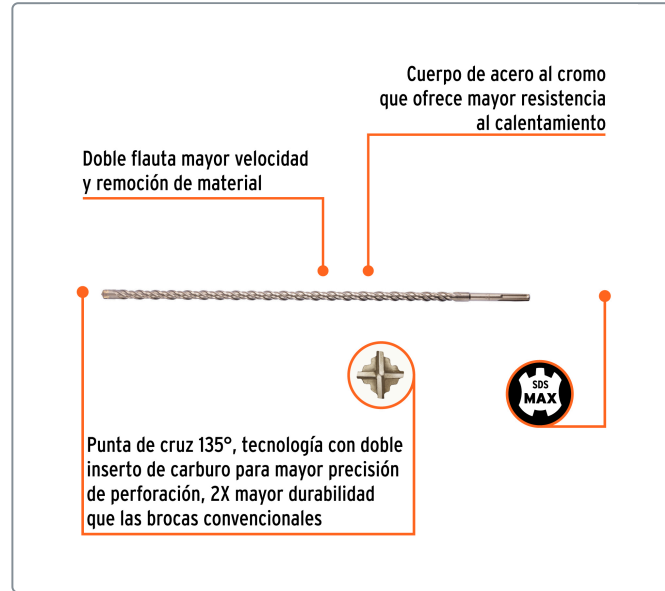 Cuerpo de acero al cromo
que ofrece mayor resistencia
al calentamiento
Doble flauta mayor velocidad
y remoción de material
SDS
MAX
Punta de cruz 135°, tecnología con doble
inserto de carburo para mayor precisión
de perforación, 2X mayor durabilidad
que las brocas convencionales